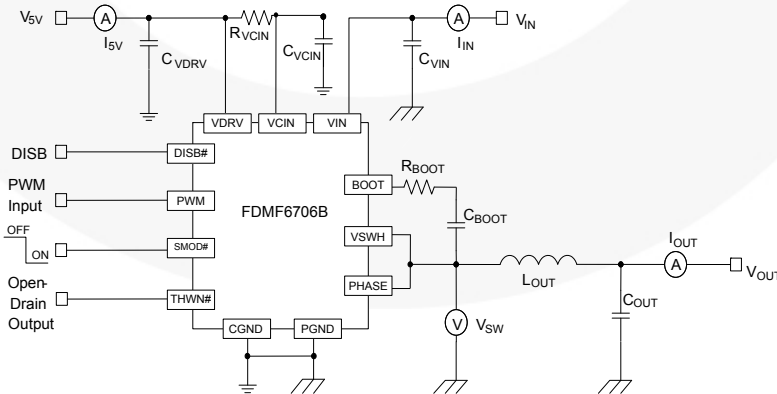 V5V
A
I5V
RVCIN
CVDRV
CVCIN
A
IIN
VIN
CVIN
VDRV
VCIN
VIN
DISB
DISB#
PWM
Input
PWM
OFF
ON
SMOD#
Open-
Drain
Output
THWN#
FDMF6706B
BOOT
RBOOT
CBOOT
VSWH
PHASE
CGND
PGND
V
VSW
LOUT
IOUT
A
VOUT
COUT